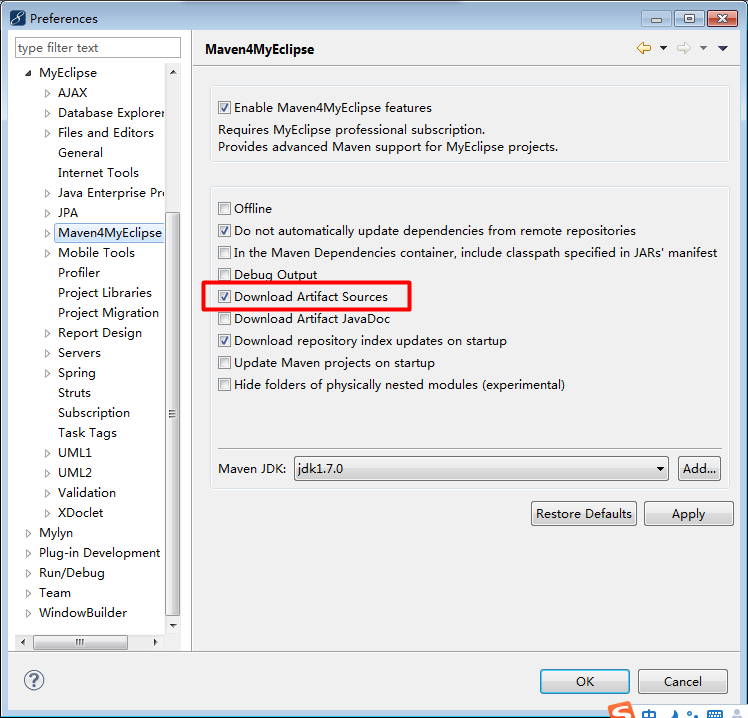 Preferences
type filter text
MyEclipse
AJAX
Database Explorer
Files and Editors
General
Internet Tools
Java Enterprise Pr
JPA
Maven4MyEclipse
Mobile Tools
Profiler
Project Libraries
Project Migration
Report Design
Servers
Spring
Struts
Subscription
Task Tags
UML1
UML2
Validation
XDoclet
Mylyn
Plug-in Development
Run/Debug
Team
WindowBuilder
Maven4MyEclipse
Enable Maven4MyEclipse features
Requires MyEclipse professional subscription.
Provides advanced Maven support for MyEclipse projects.
Offline
Do not automatically update dependencies from remote repositories
In the Maven Dependencies container, include classpath specified in JARs' manifest
Debug Output
Download Artifact Sources
Download Artifact JavaDoc
Download repository index updates on startup
Update Maven projects on startup
Hide folders of physically nested modules (experimental)
Maven JDK: jdk1.7.0 Add...
Restore Defaults Apply
? OK Cancel
S 中